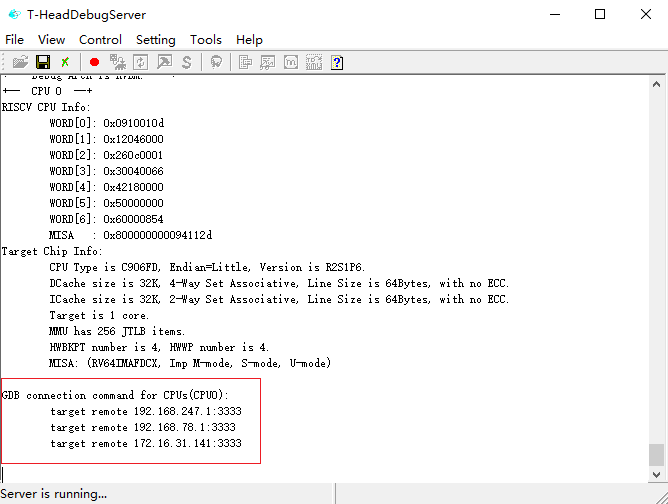 T-HeadDebugServer
File View Control Setting Tools Help
Debug Arch is RVDM.
+-- CPU 0 --+
RISCV CPU Info:
WORD[0]: 0x0910010d
WORD[1]: 0x12046000
WORD[2]: 0x260c0001
WORD[3]: 0x30040066
WORD[4]: 0x42180000
WORD[5]: 0x50000000
WORD[6]: 0x60000854
MISA : 0x800000000094112d
Target Chip Info:
CPU Type is C906FD, Endian=Little, Version is R2S1P6.
DCache size is 32K, 4-Way Set Associative, Line Size is 64Bytes, with no ECC.
ICache size is 32K, 2-Way Set Associative, Line Size is 64Bytes, with no ECC.
Target is 1 core.
MMU has 256 JTLB items.
HWBKPT number is 4, HWWP number is 4.
MISA: (RV64IMAFDCX, Imp M-mode, S-mode, U-mode)
GDB connection command for CPUs(CPU0):
target remote 192.168.247.1:3333
target remote 192.168.78.1:3333
target remote 172.16.31.141:3333
Server is running...